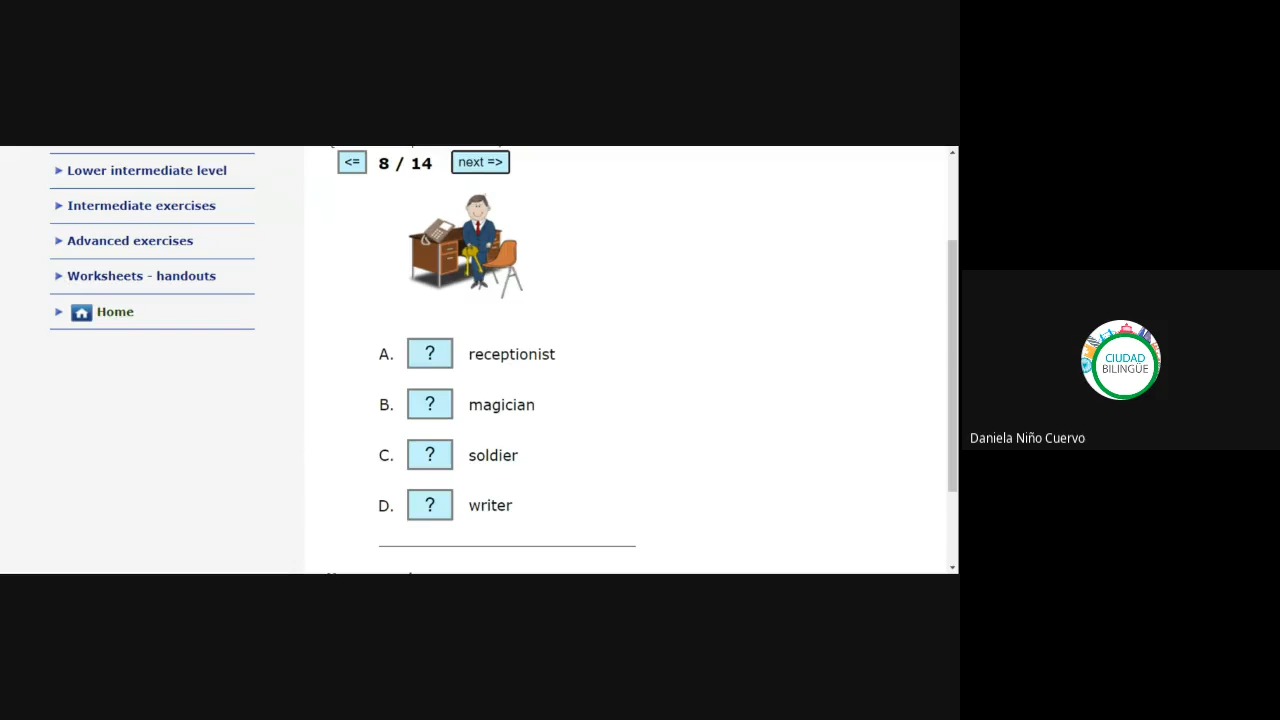 Lower intermediate level
Intermediate exercises
Advanced exercises
Worksheets - handouts
Home
<= 8 / 14 next =>
A. ? receptionist
B. ? magician
C. ? soldier
D. ? writer
CIUDAD
BILINGÜE
Daniela Niño Cuervo